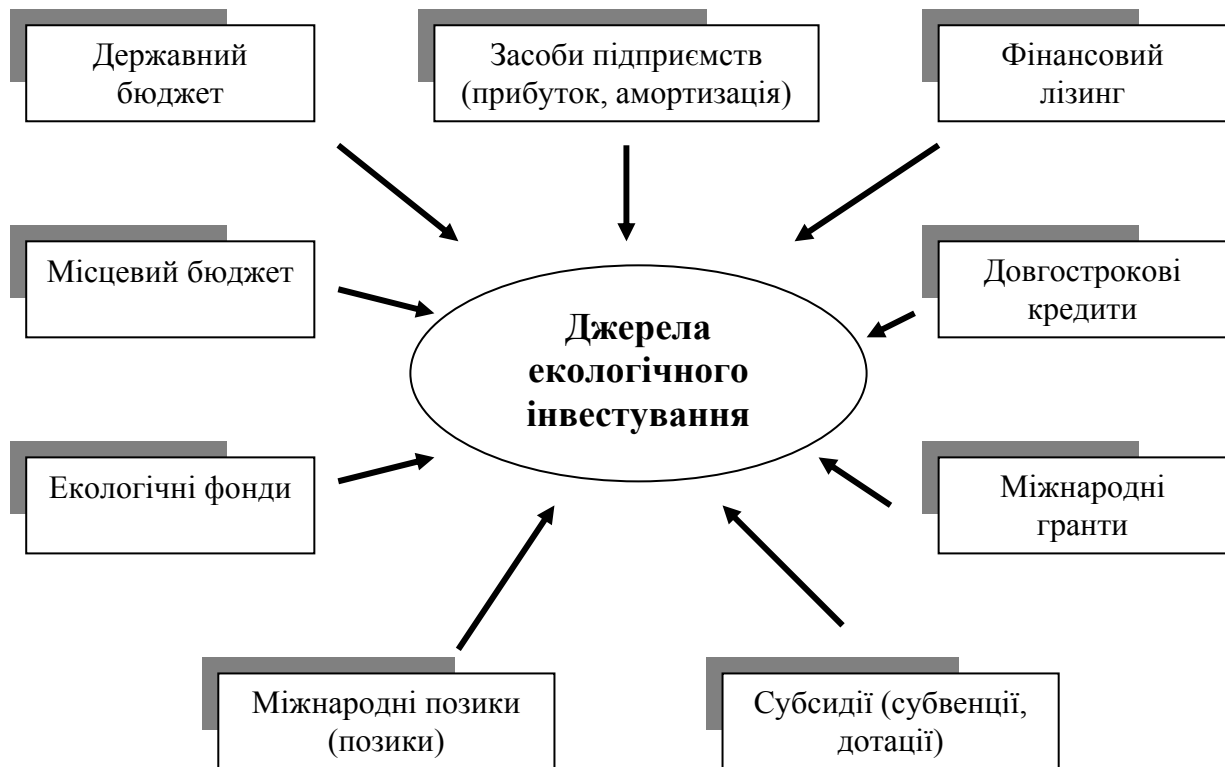 Державний
бюджет
Засоби підприємств
(прибуток, амортизація)
Фінансовий
лізинг
Місцевий бюджет
Довгострокові
кредити
Джерела
екологічного
інвестування
Екологічні фонди
Міжнародні
гранти
Міжнародні позики
(позики)
Субсидії (субвенції,
дотації)